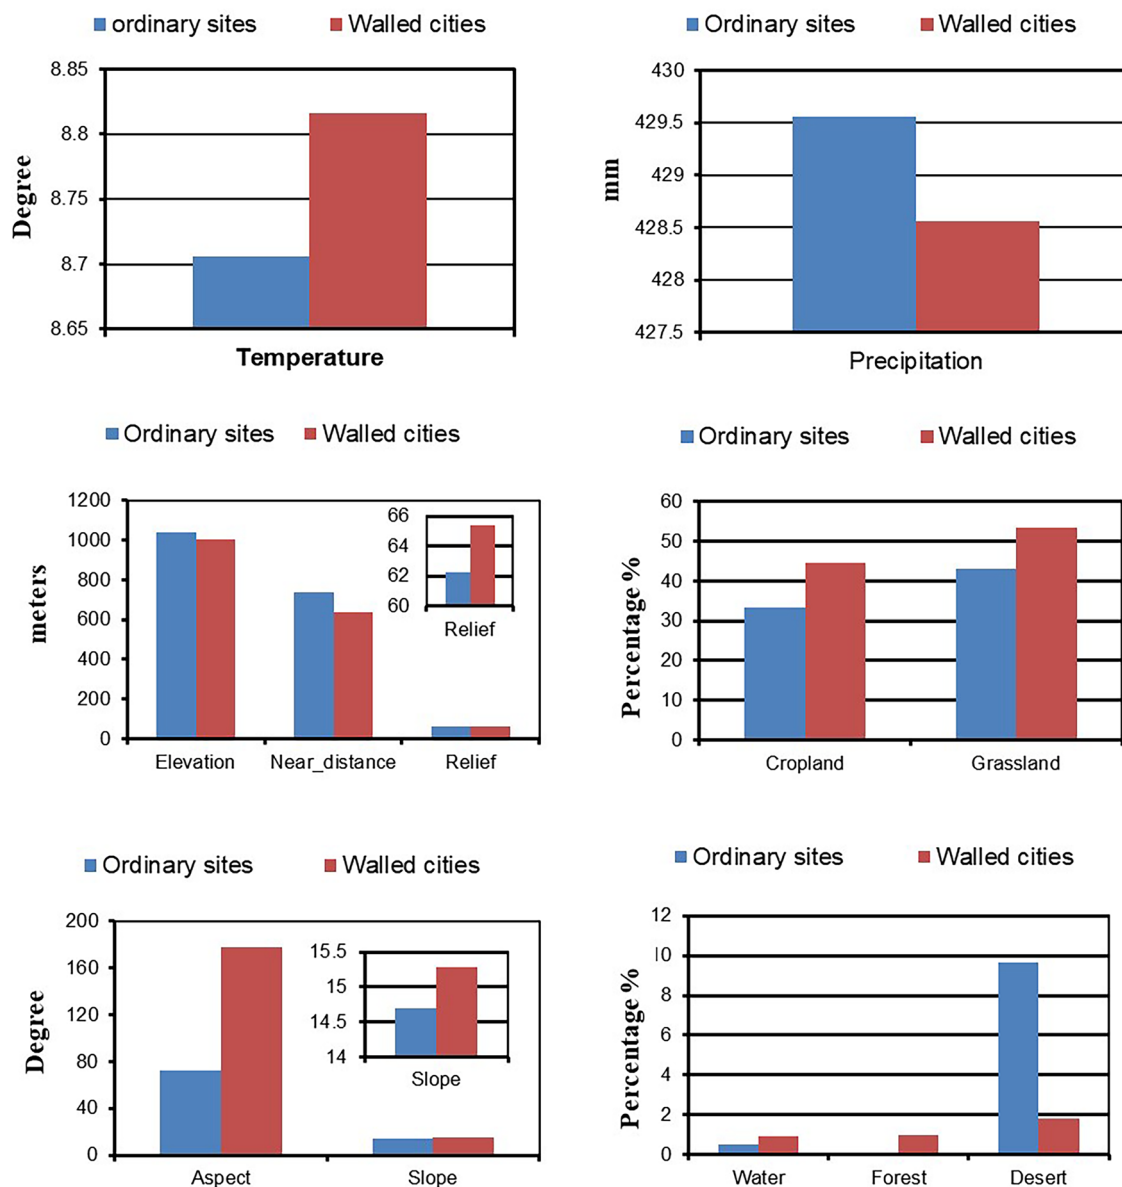 ordinary sites Walled cities
8.85
8.8
8.75
8.7
8.65
Degree
Temperature
Ordinary sites Walled cities
430
429.5
429
428.5
428
427.5
mm
Precipitation
Ordinary sites Walled cities
1200
1000
800
600
400
200
0
meters
66
64
62
60
Relief
Elevation Near_distance Relief
Ordinary sites Walled cities
60
50
40
30
20
10
0
Percentage %
Cropland Grassland
Ordinary sites Walled cities
200
160
120
80
40
0
Degree
15.5
15
14.5
14
Slope
Aspect Slope
Ordinary sites Walled cities
12
10
8
6
4
2
0
Percentage %
Water Forest Desert